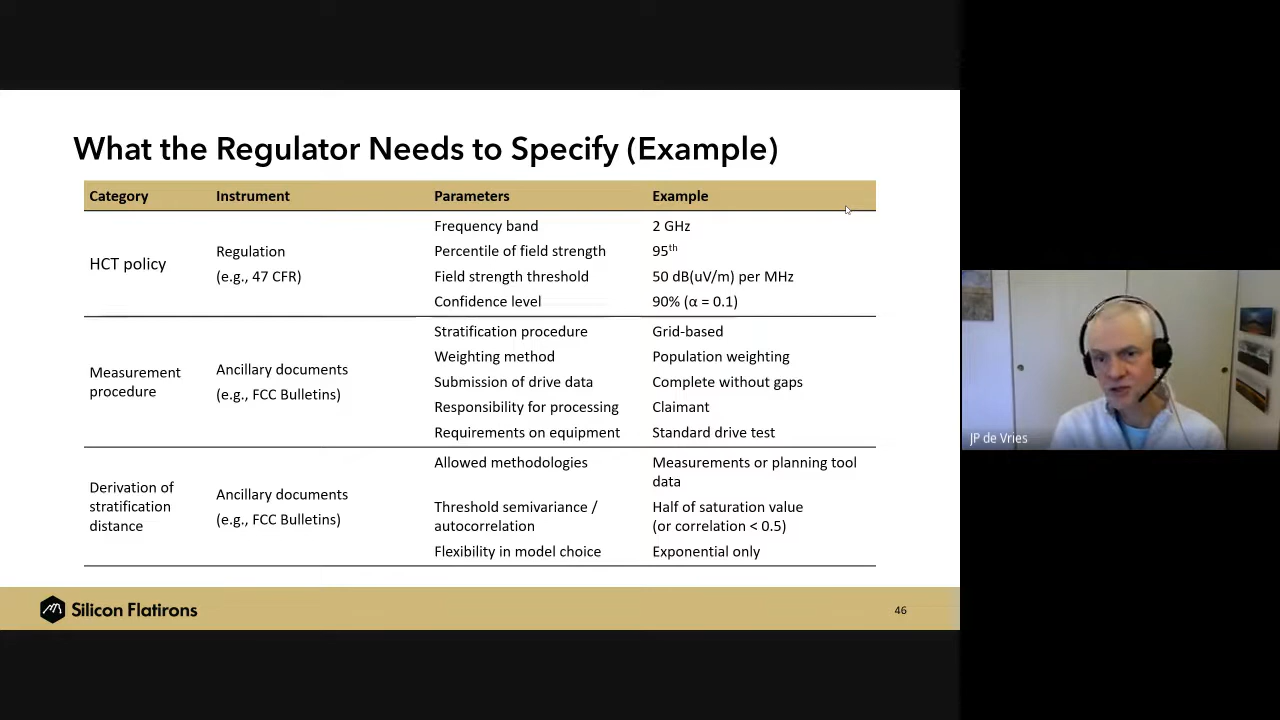 What the Regulator Needs to Specify (Example)
Category Instrument Parameters Example
HCT policy
Regulation
(e.g., 47 CFR)
Frequency band 2 GHz
Percentile of field strength 95th
Field strength threshold 50 dB(uV/m) per MHz
Confidence level 90% (α = 0.1)
Measurement
procedure
Ancillary documents
(e.g., FCC Bulletins)
Stratification procedure Grid-based
Weighting method Population weighting
Submission of drive data Complete without gaps
Responsibility for processing Claimant
Requirements on equipment Standard drive test
Derivation of
stratification
distance
Ancillary documents
(e.g., FCC Bulletins)
Allowed methodologies Measurements or planning tool
data
Threshold semivariance / Half of saturation value
autocorrelation (or correlation < 0.5)
Flexibility in model choice Exponential only
Silicon Flatirons
46
JP de Vries